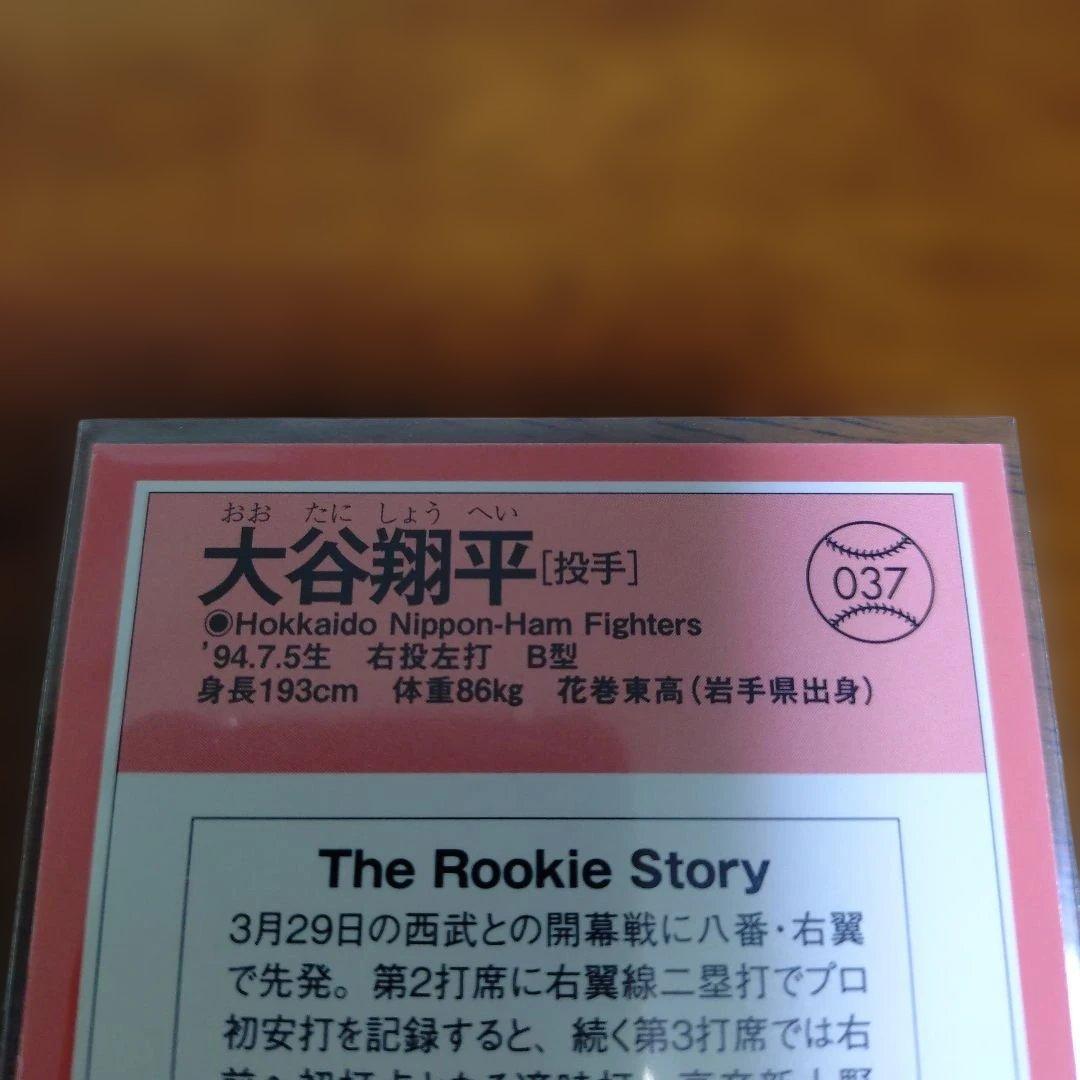 おお たに しょう へい
大谷翔平[投手]
037
◉Hokkaido Nippon-Ham Fighters
'94.7.5生 右投左打 B型
身長193cm 体重86kg 花巻東高(岩手県出身)
The Rookie Story
3月29日の西武との開幕戦に八番・右翼
で先発。第2打席に右翼線二塁打でプロ
初安打を記録すると、続く第3打席では右